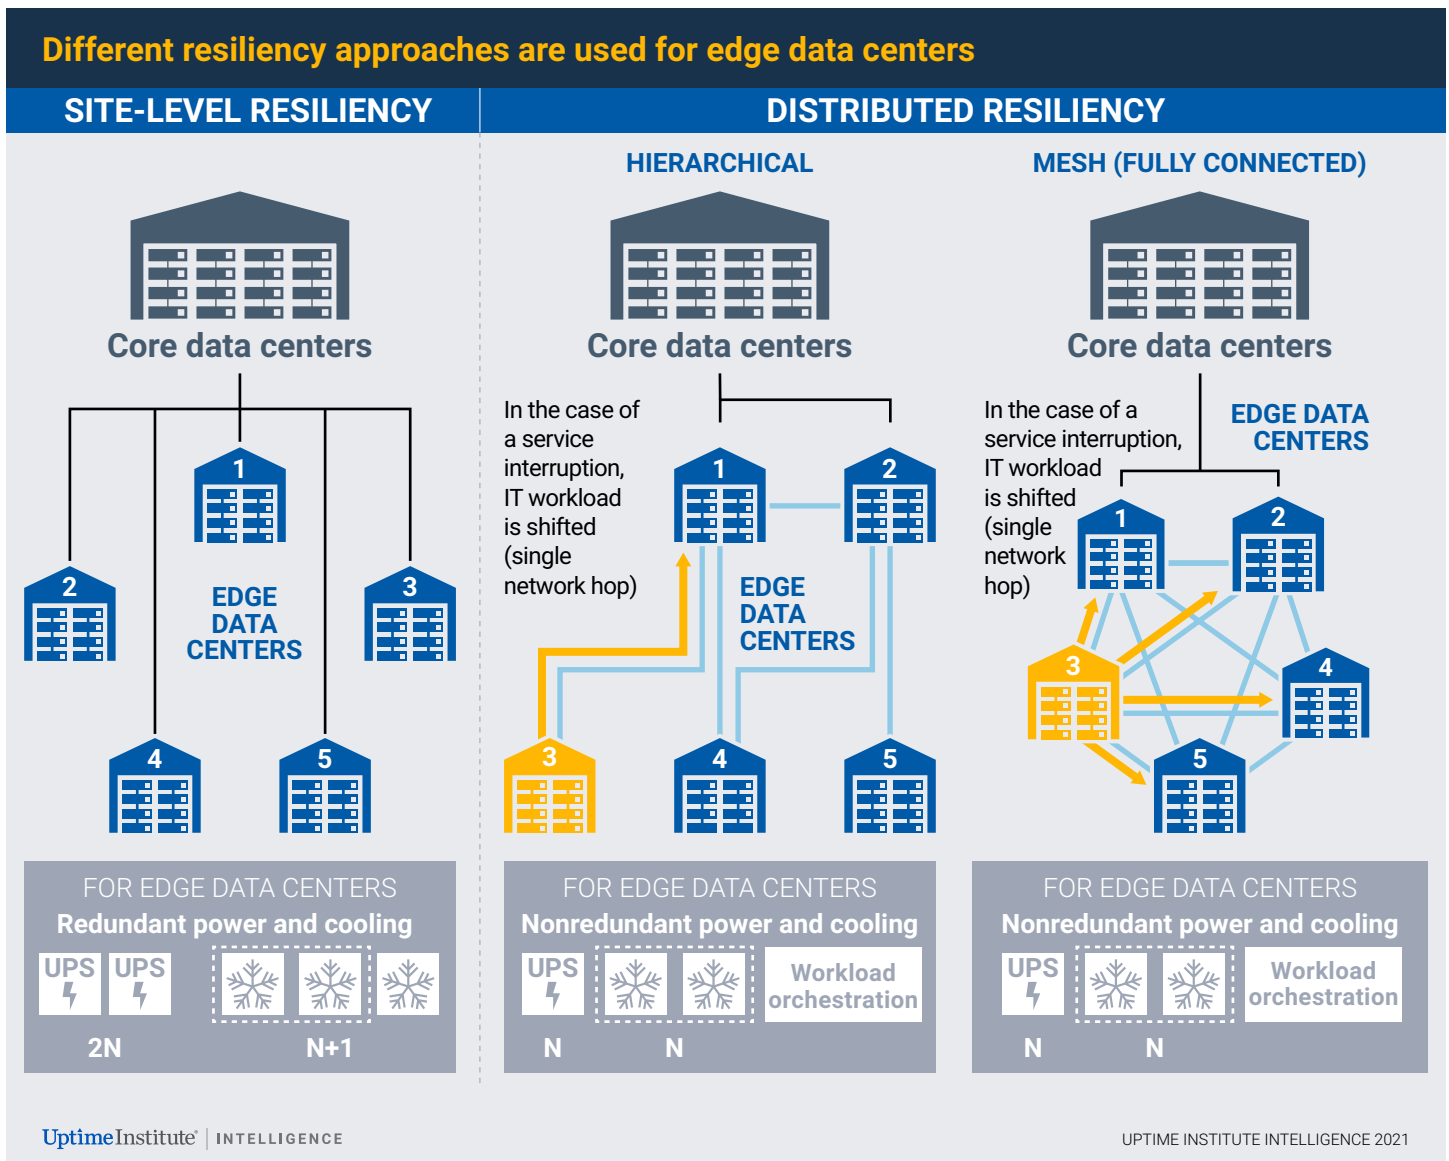 Different resiliency approaches are used for edge data centers
SITE-LEVEL RESILIENCY
DISTRIBUTED RESILIENCY
HIERARCHICAL
MESH (FULLY CONNECTED)
Core data centers
1
2
3
EDGE
DATA
CENTERS
4
5
FOR EDGE DATA CENTERS
Redundant power and cooling
UPS
UPS
2N
N+1
Core data centers
In the case of
a service
interruption,
IT workload
is shifted
(single
network hop)
1
2
EDGE
DATA
CENTERS
3
4
5
FOR EDGE DATA CENTERS
Nonredundant power and cooling
UPS
Workload
orchestration
N
N
Core data centers
In the case of a
service interruption,
IT workload
is shifted
(single
network
hop)
EDGE DATA
CENTERS
1
2
3
4
5
FOR EDGE DATA CENTERS
Nonredundant power and cooling
UPS
Workload
orchestration
N
N
UptimeInstitute® | INTELLIGENCE
UPTIME INSTITUTE INTELLIGENCE 2021